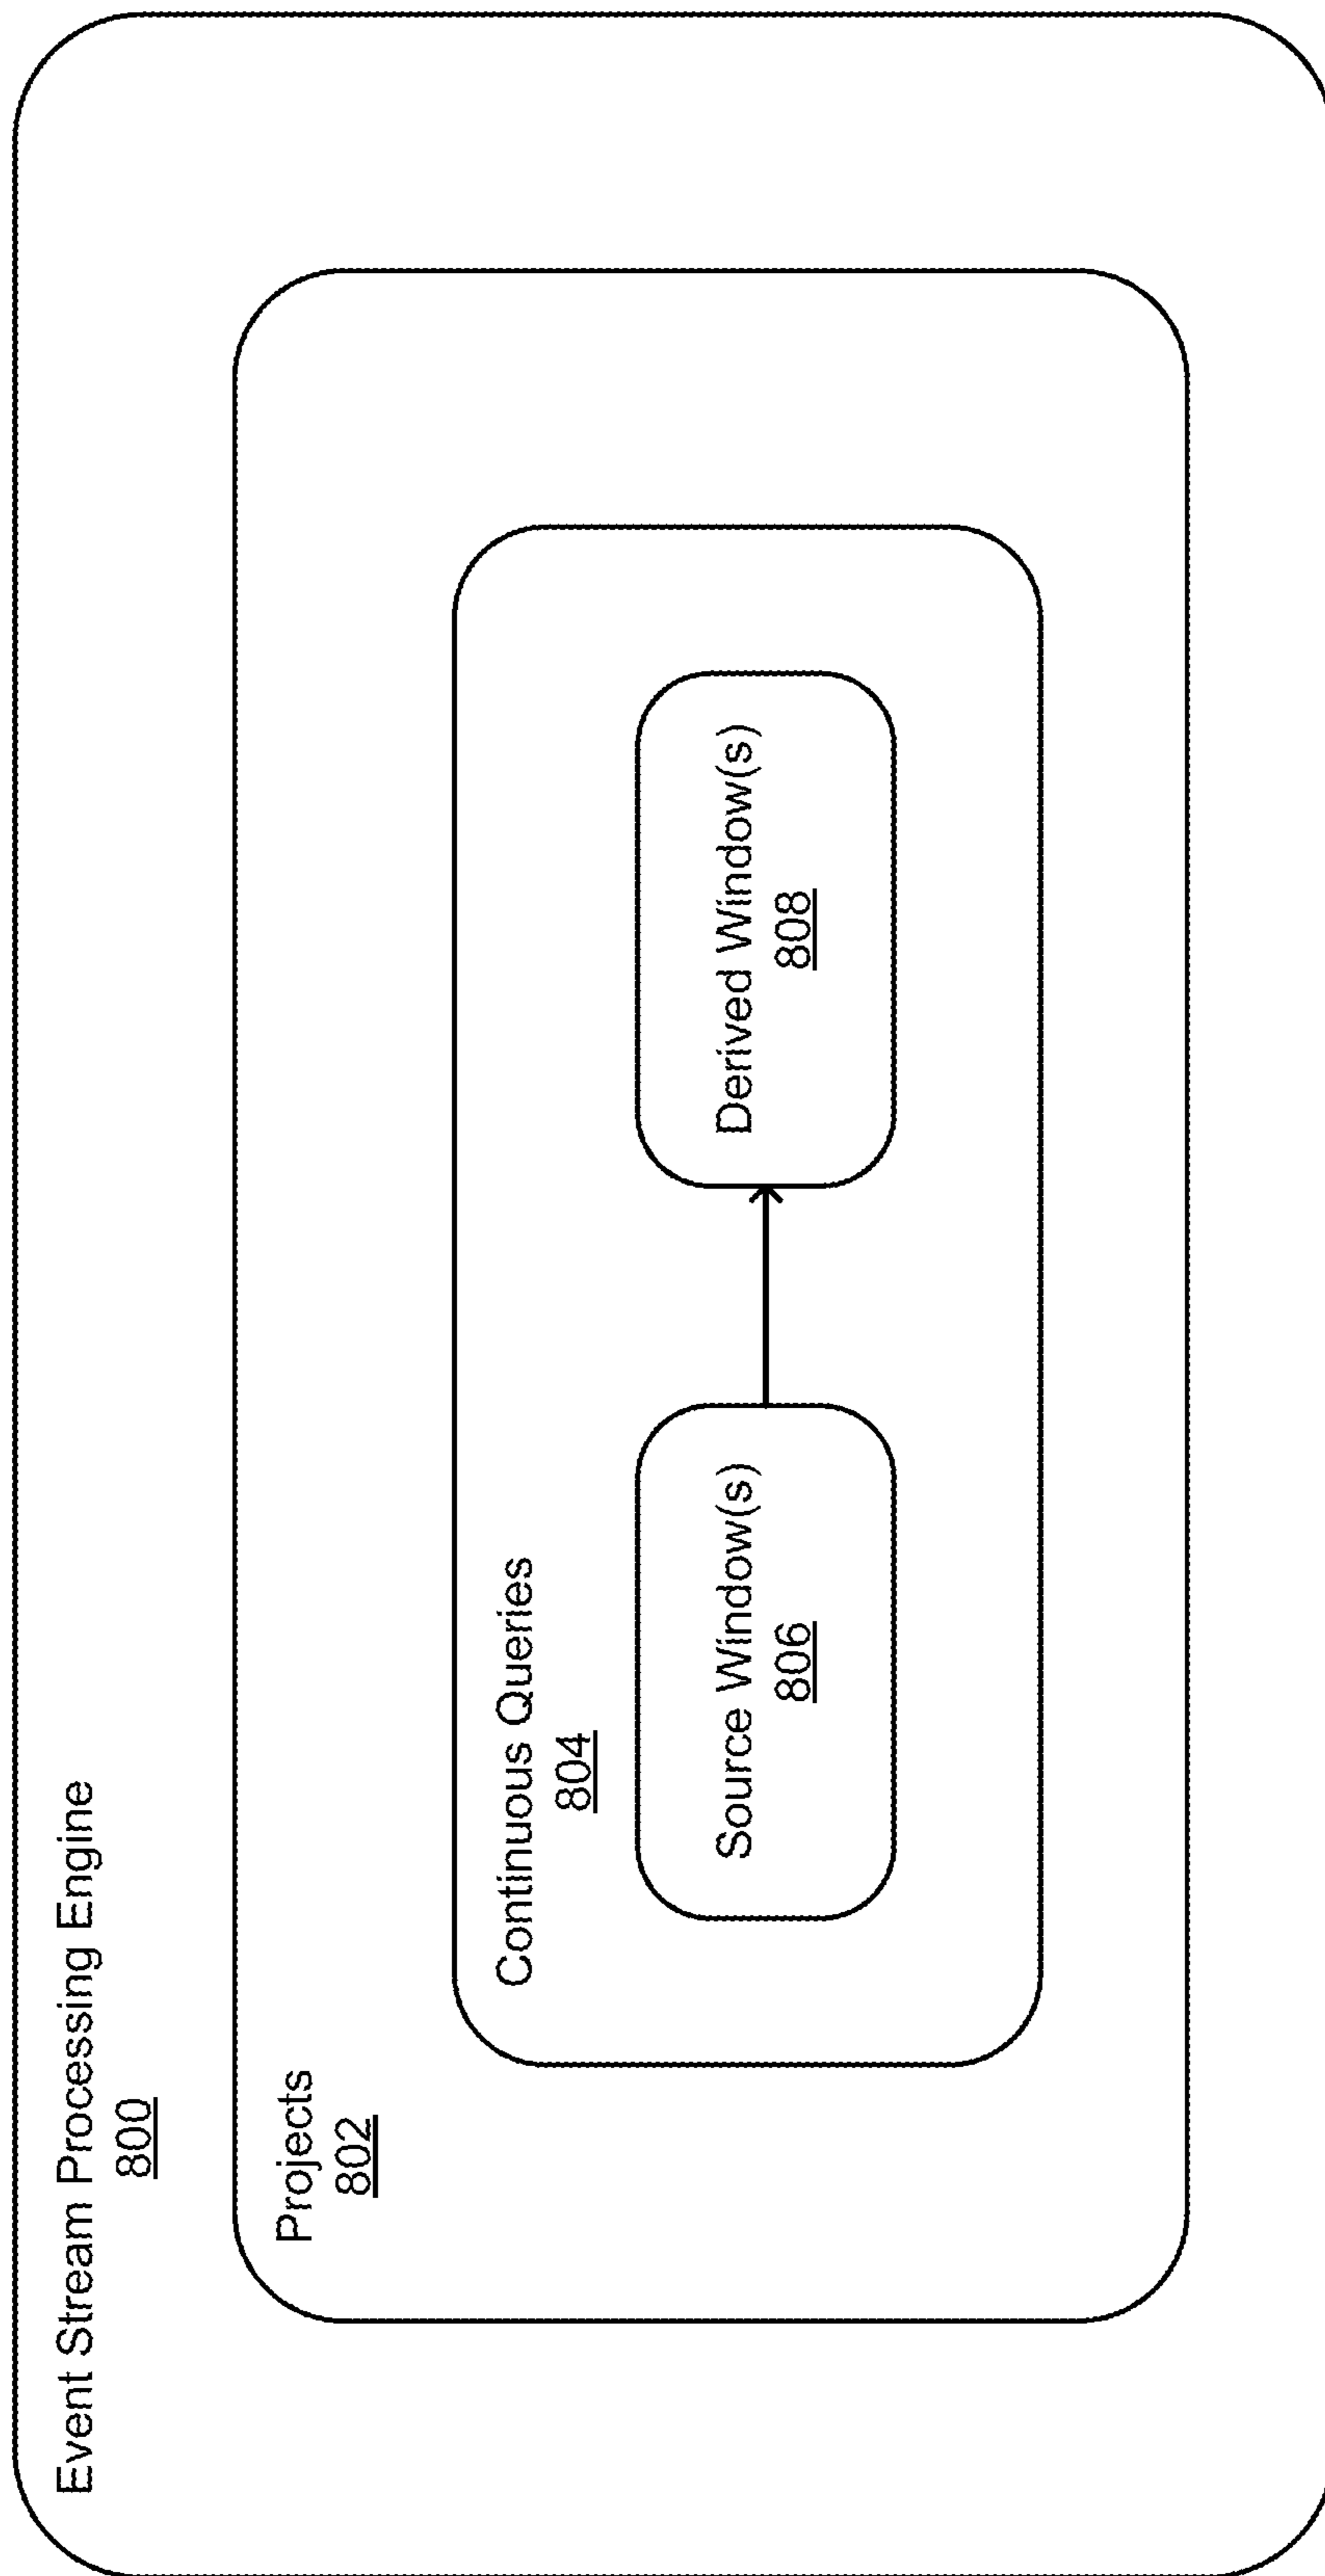 Event Stream Processing Engine
800
Projects
802
Continuous Queries
804
Source Window(s)
806
Derived Window(s)
808